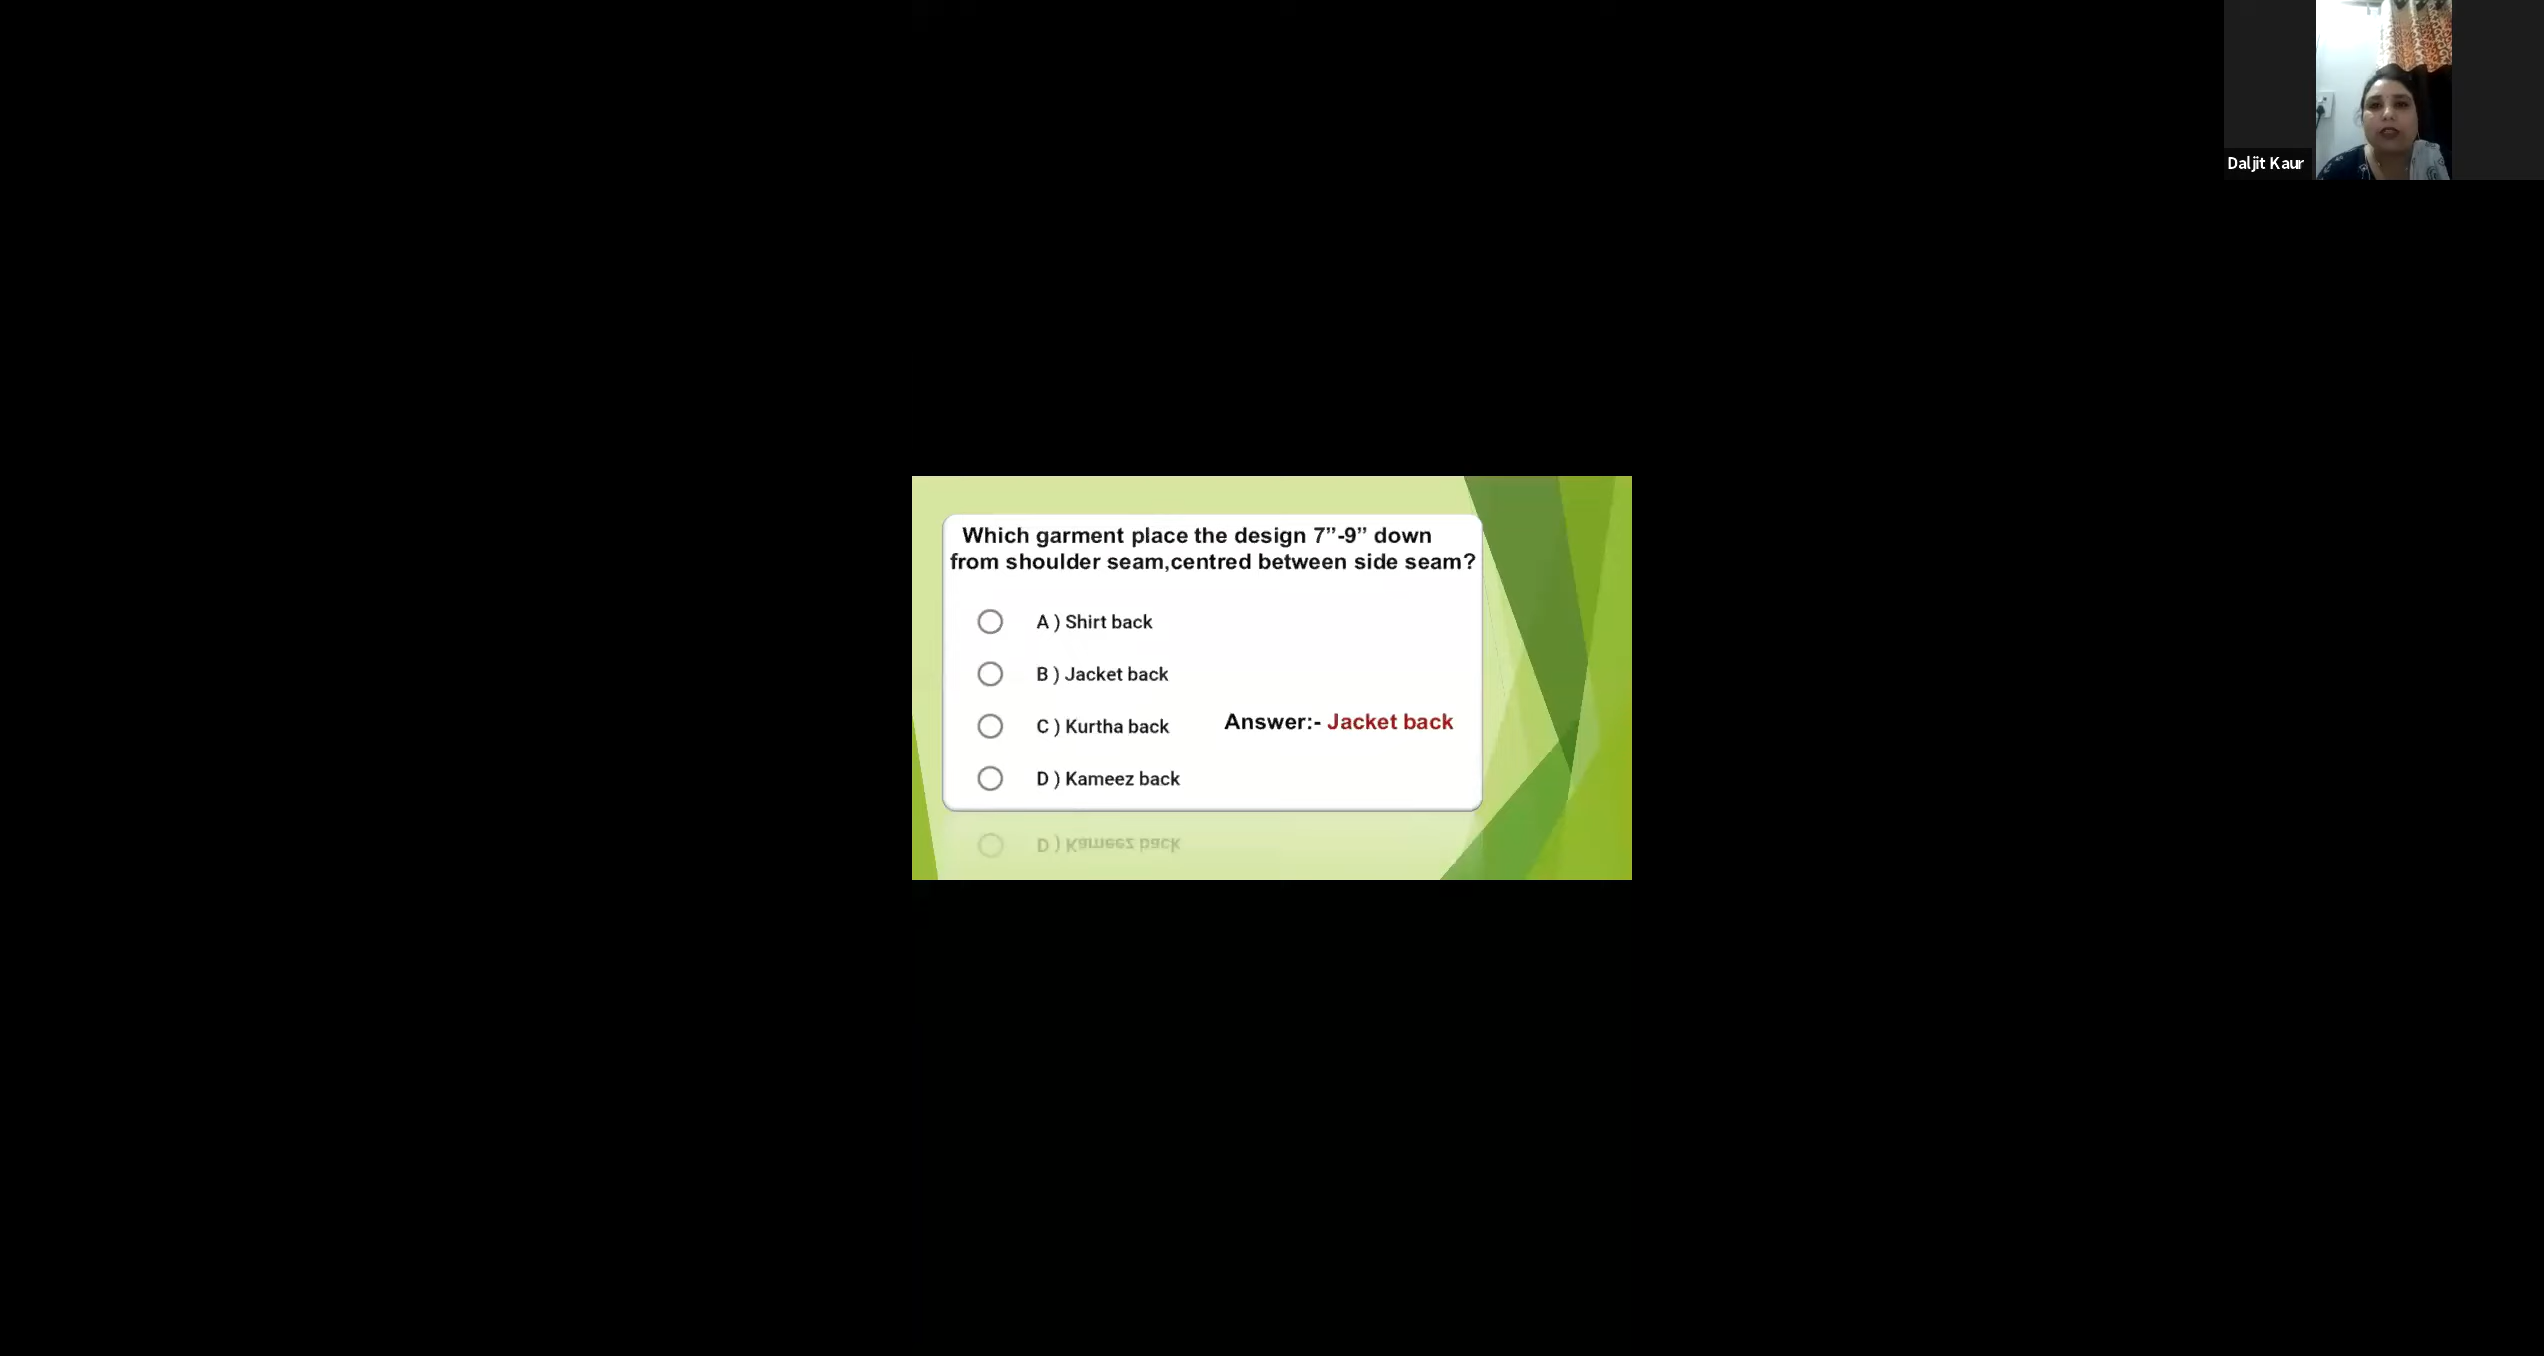 Daljit Kaur
Which garment place the design 7”-9” down
from shoulder seam,centred between side seam?
A ) Shirt back
B ) Jacket back
C ) Kurtha back
Answer:- Jacket back
D ) Kameez back
D ) Kameez back